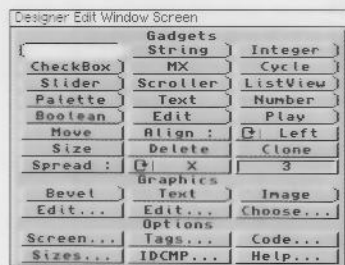 Designer Edit Window Screen
Gadgets
String Integer
CheckBox MX Cycle
Slider Scroller ListView
Palette Text Number
Boolean Edit Play
Move Align : Left
Size Delete Clone
Spread : X 3
Graphics
Bevel Text Image
Edit... Edit... Choose...
Options
Screen... Tags... Code...
Sizes... IDCMP... Help...